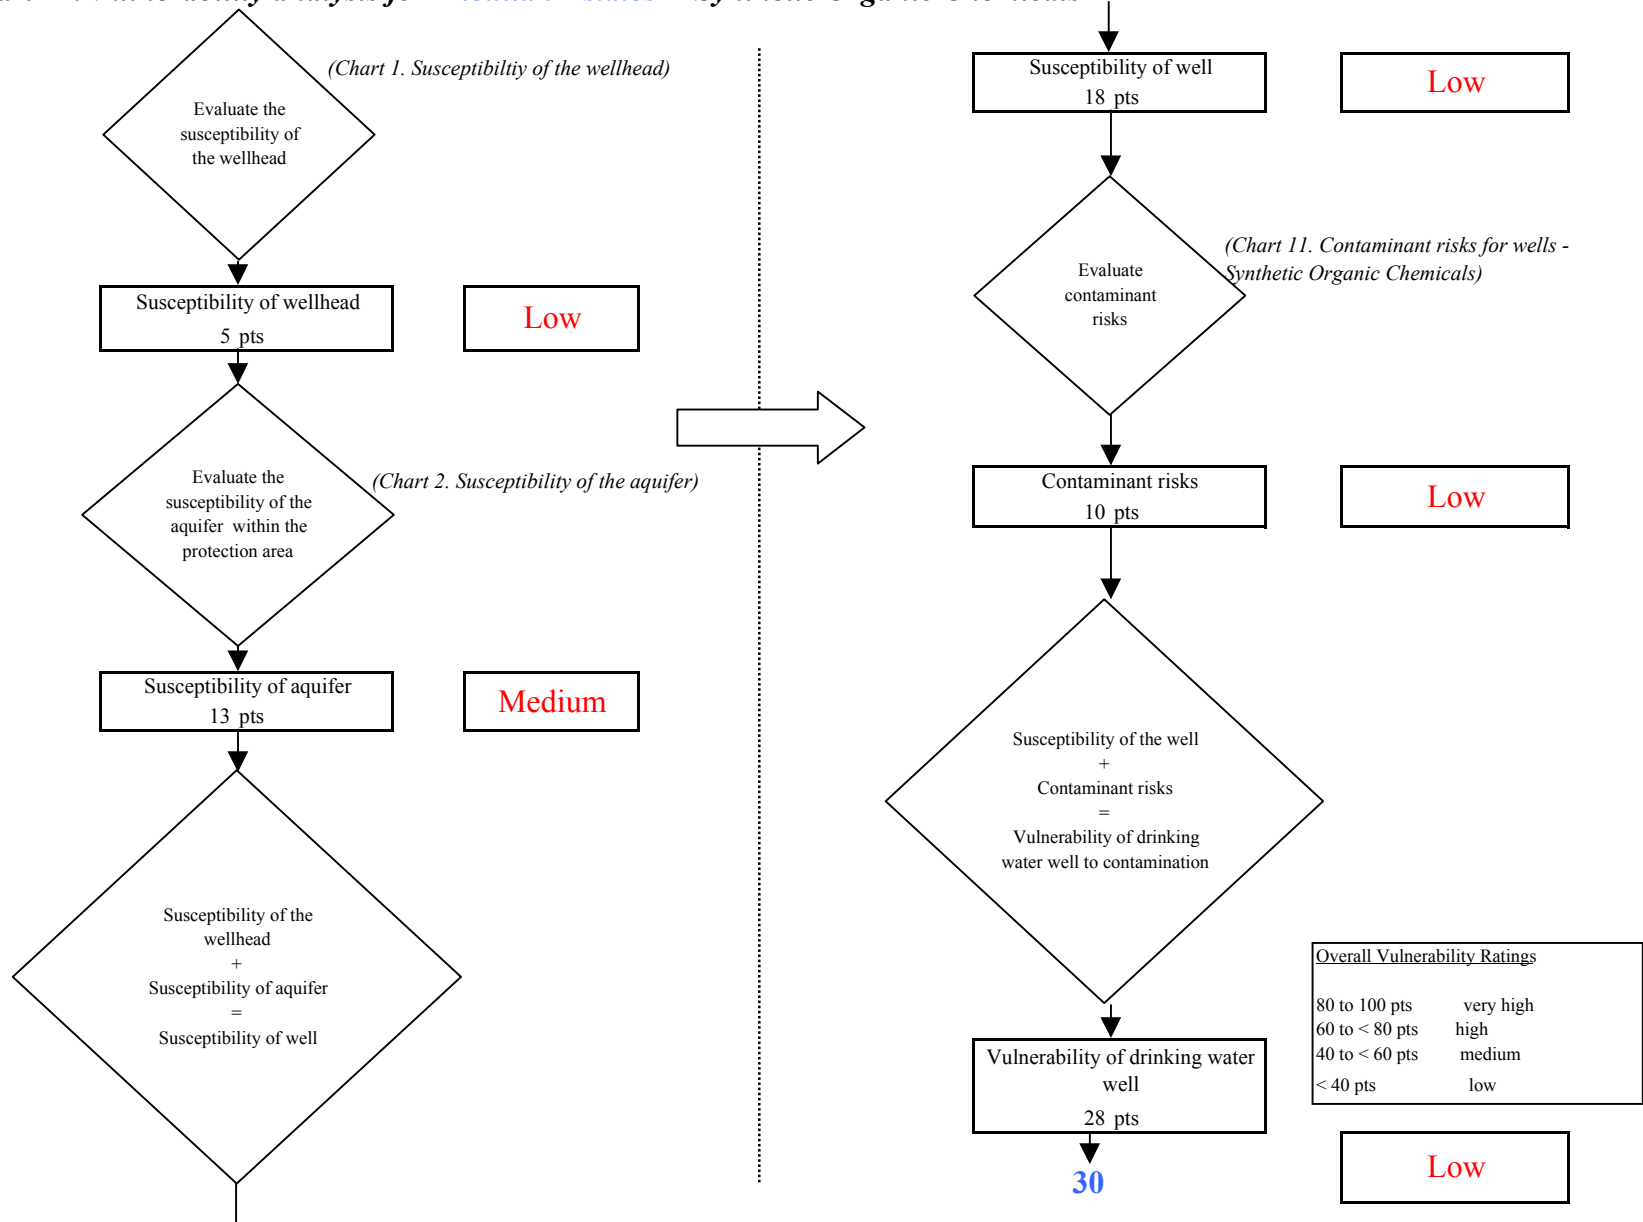 Synthetic Organic Chemicals
(Chart 1. Susceptibiltiy of the wellhead)
Evaluate the
susceptibility of
the wellhead
Susceptibility of wellhead
5 pts
Low
Evaluate the
susceptibility of the
aquifer within the
protection area
(Chart 2. Susceptibility of the aquifer)
Susceptibility of aquifer
13 pts
Medium
Susceptibility of the
wellhead
+
Susceptibility of aquifer
=
Susceptibility of well
Susceptibility of well
18 pts
Low
Evaluate
contaminant
risks
(Chart 11. Contaminant risks for wells -
Synthetic Organic Chemicals)
Contaminant risks
10 pts
Low
Susceptibility of the well
+
Contaminant risks
=
Vulnerability of drinking
water well to contamination
Vulnerability of drinking water
well
28 pts
30
Overall Vulnerability Ratings
80 to 100 pts very high
60 to < 80 pts high
40 to < 60 pts medium
< 40 pts low
Low